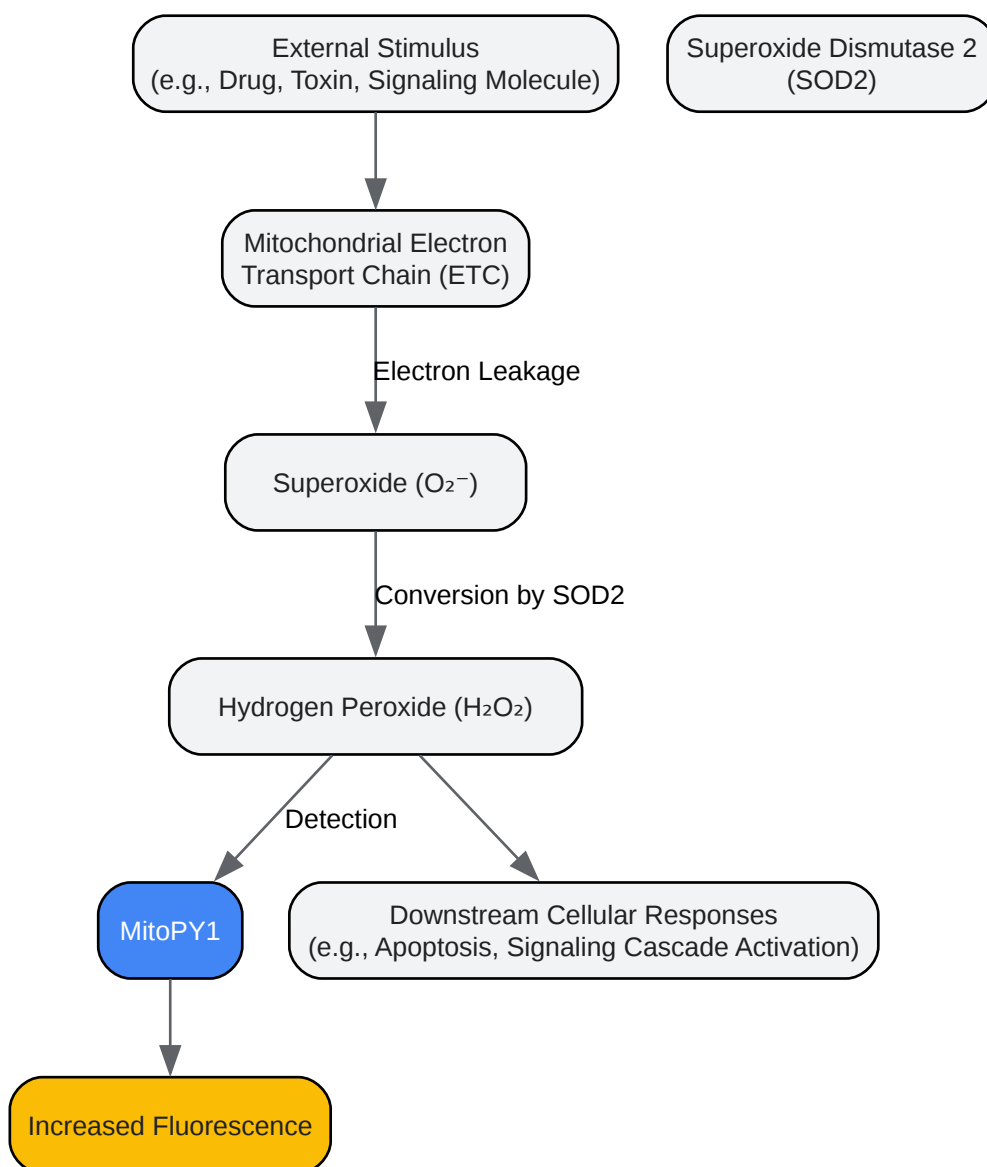 External Stimulus
(e.g., Drug, Toxin, Signaling Molecule)
Superoxide Dismutase 2
(SOD2)
Mitochondrial Electron
Transport Chain (ETC)
Electron Leakage
Superoxide (O₂⁻)
Conversion by SOD2
Hydrogen Peroxide (H₂O₂)
Detection
MitoPY1
Downstream Cellular Responses
(e.g., Apoptosis, Signaling Cascade Activation)
Increased Fluorescence